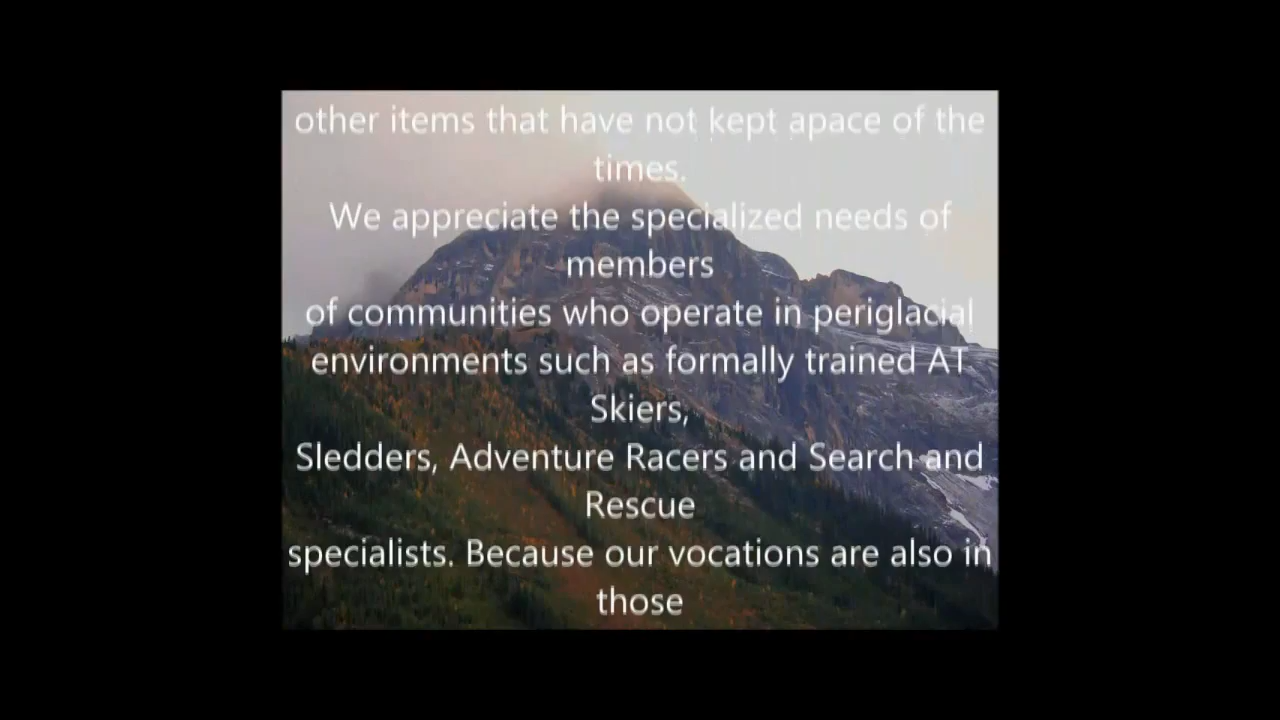 other items that have not kept apace of the
times.
We appreciate the specialized needs of
members
of communities who operate in periglacial
environments such as formally trained AT
Skiers,
Sledders, Adventure Racers and Search and
Rescue
specialists. Because our vocations are also in
those